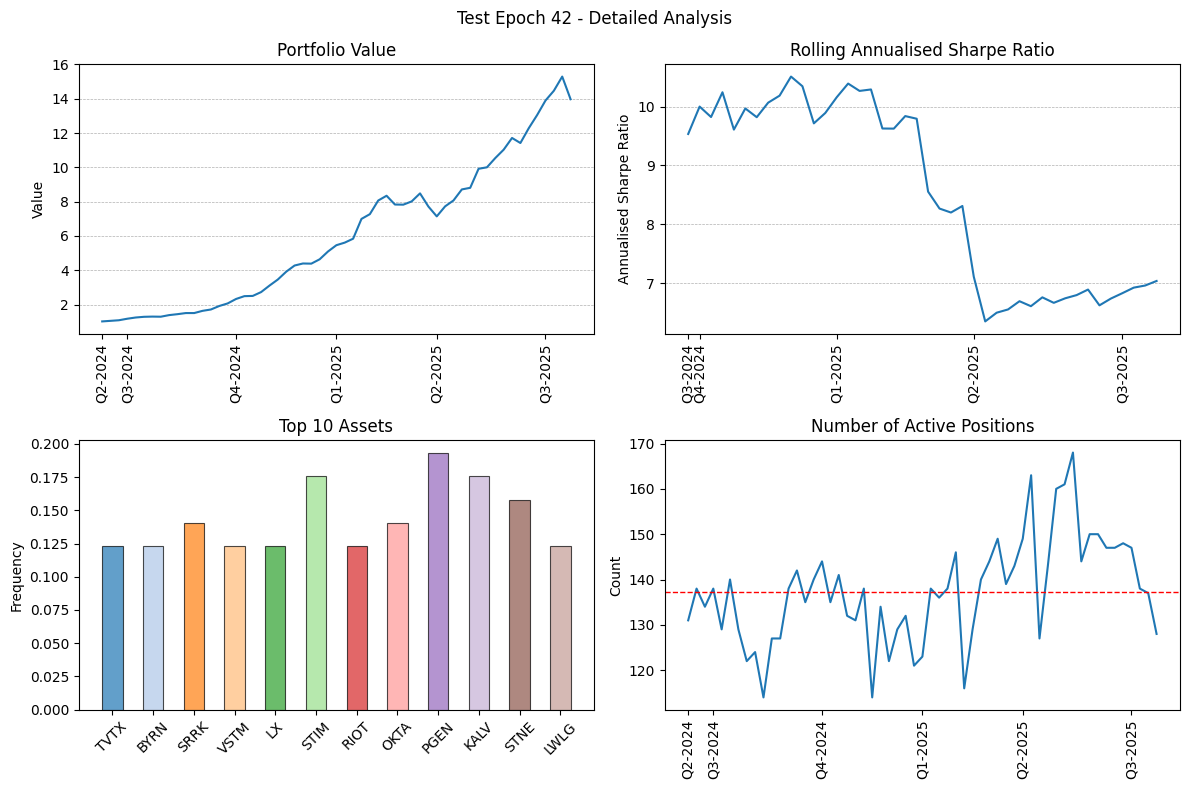 Test Epoch 42 - Detailed Analysis
Portfolio Value
Value
16
14
12
10
8
6
4
2
Q2-2024
Q3-2024
Q4-2024
Q1-2025
Q2-2025
Q3-2025
Rolling Annualised Sharpe Ratio
Annualised Sharpe Ratio
10
9
8
7
Q3-2024
Q4-2024
Q1-2025
Q2-2025
Q3-2025
Top 10 Assets
Frequency
0.200
0.175
0.150
0.125
0.100
0.075
0.050
0.025
0.000
TVTX
BYRN
SRRK
VSTM
LX
STIM
RIOT
OKTA
PGEN
KALV
STNE
LWLG
Number of Active Positions
Count
170
160
150
140
130
120
Q2-2024
Q3-2024
Q4-2024
Q1-2025
Q2-2025
Q3-2025